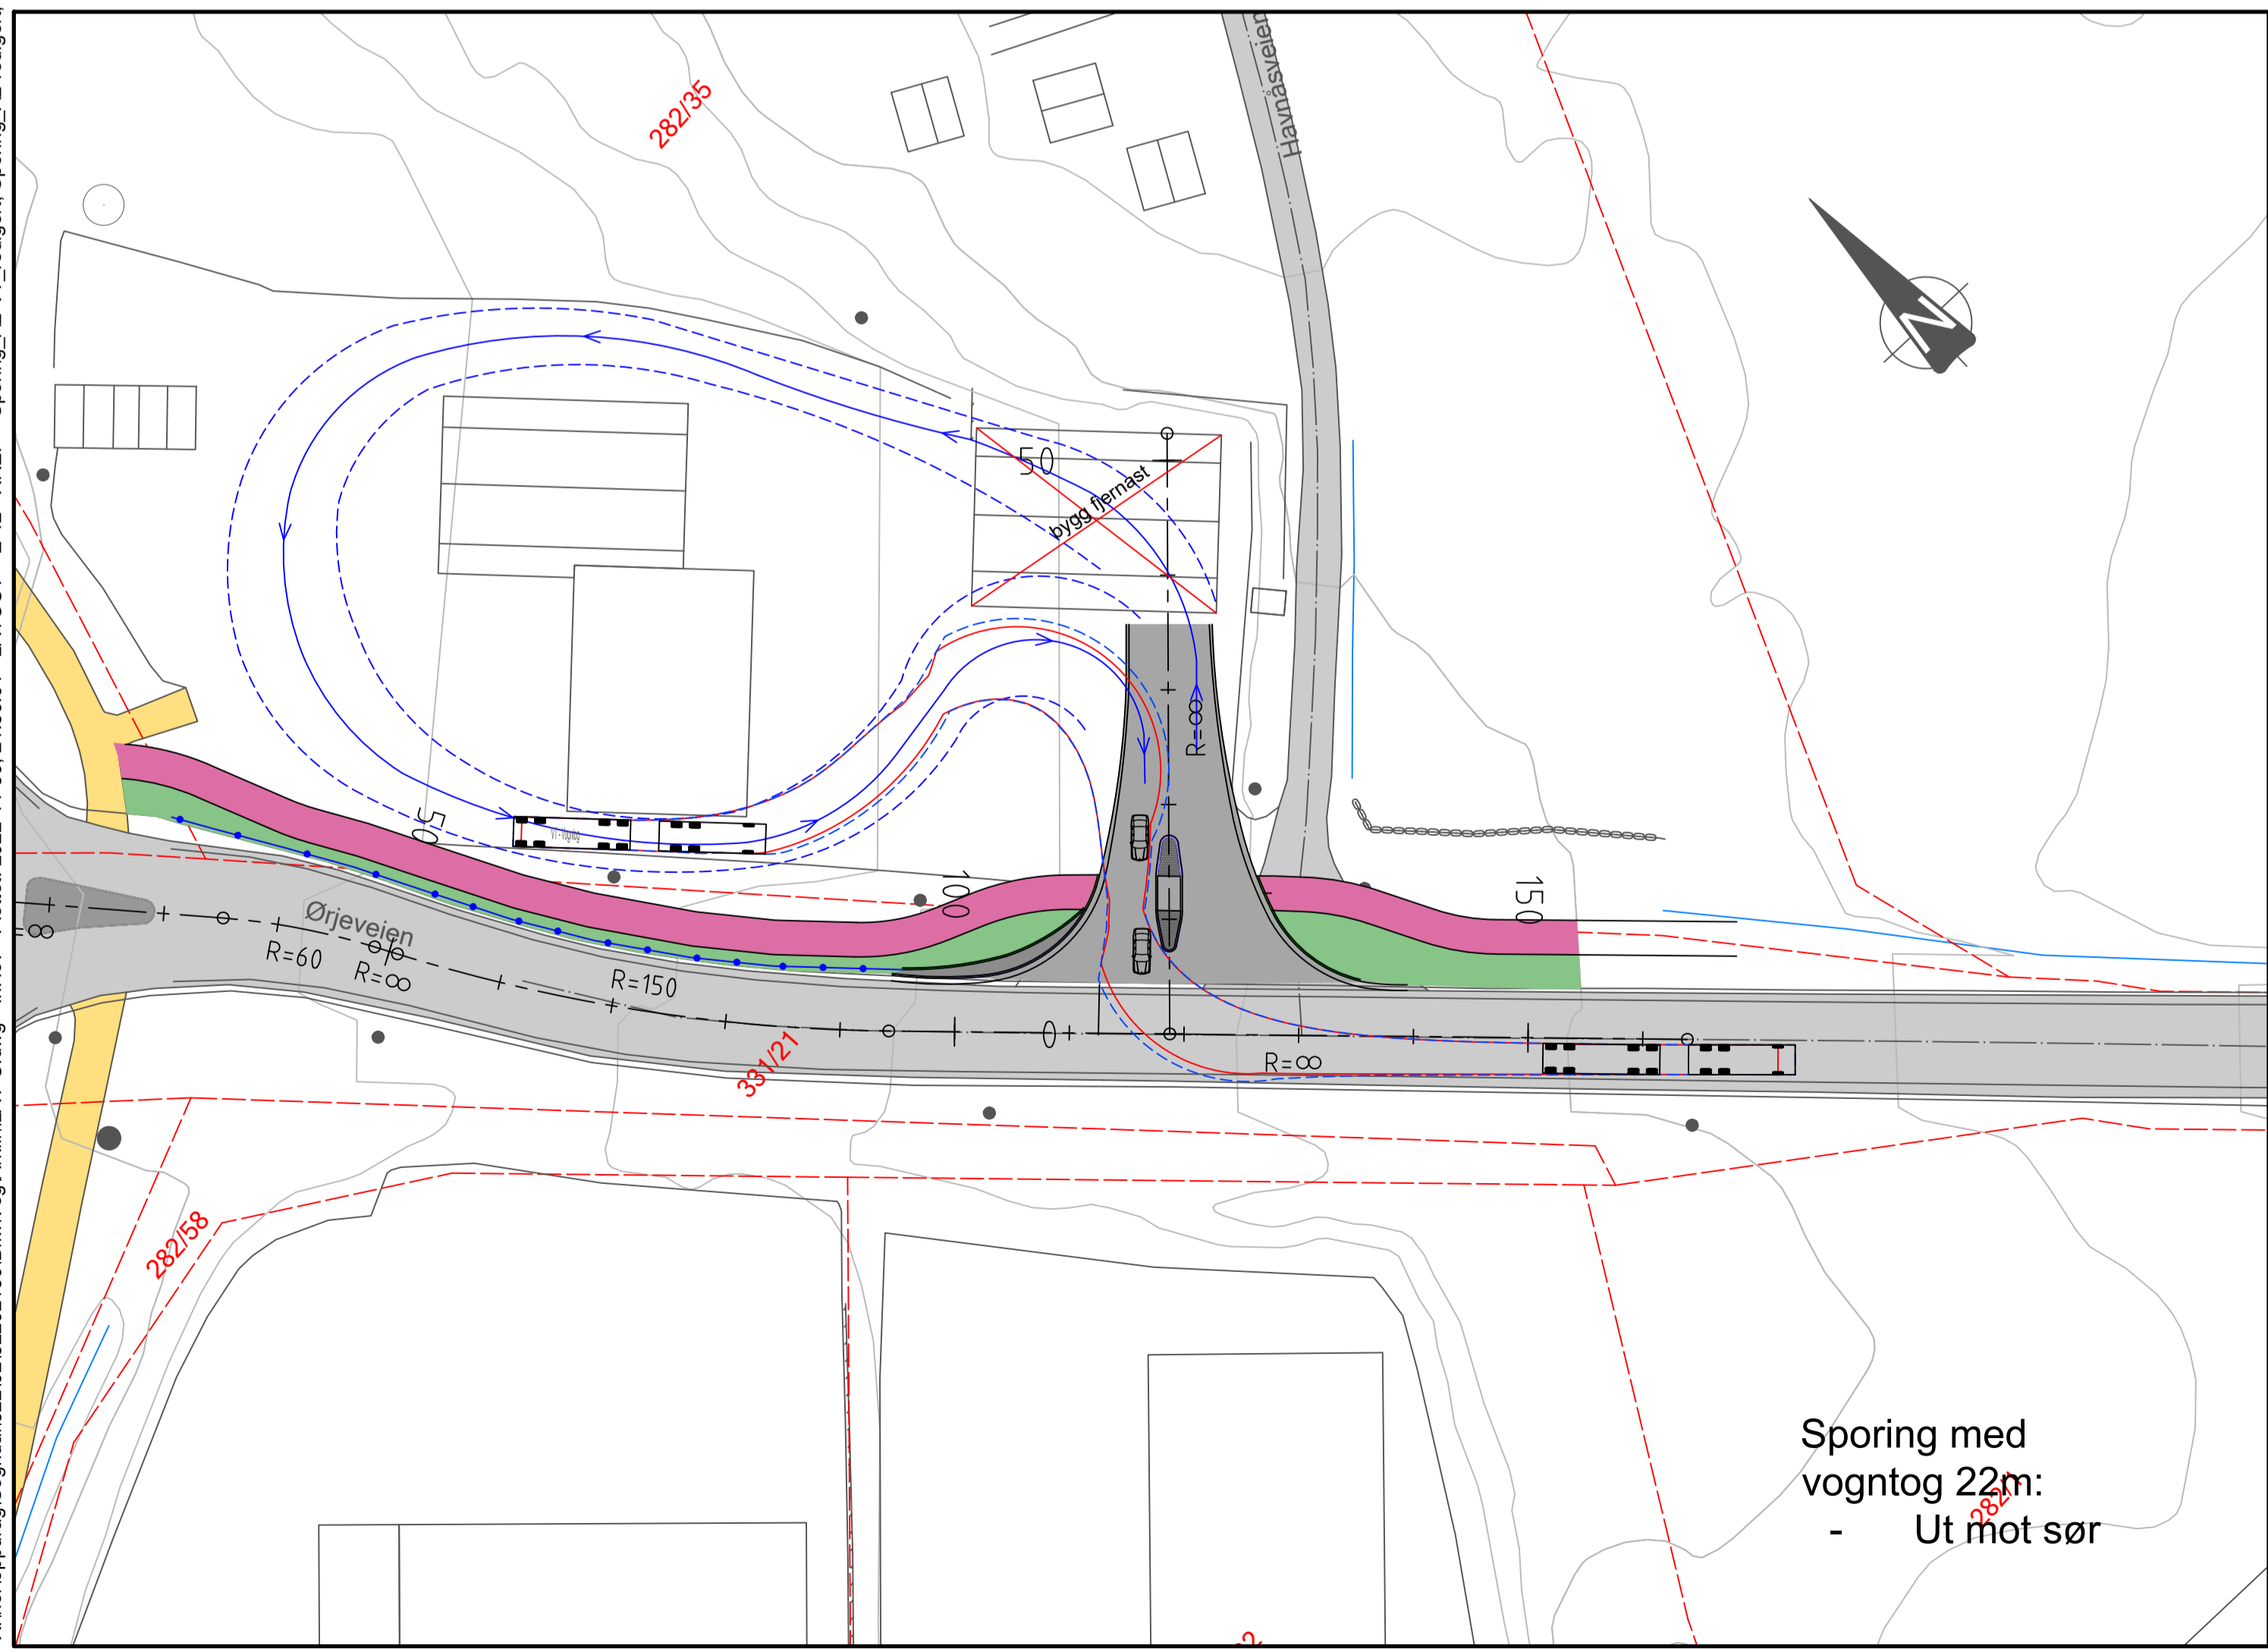 Havnåsveien
282/35
N
50
bygg fjernast
R=∞
50
100
150
Ørjeveien
R=60
R=∞
R=150
0
R=∞
331/21
282/58
Sporing med
vogntog 22m:
- Ut mot sør